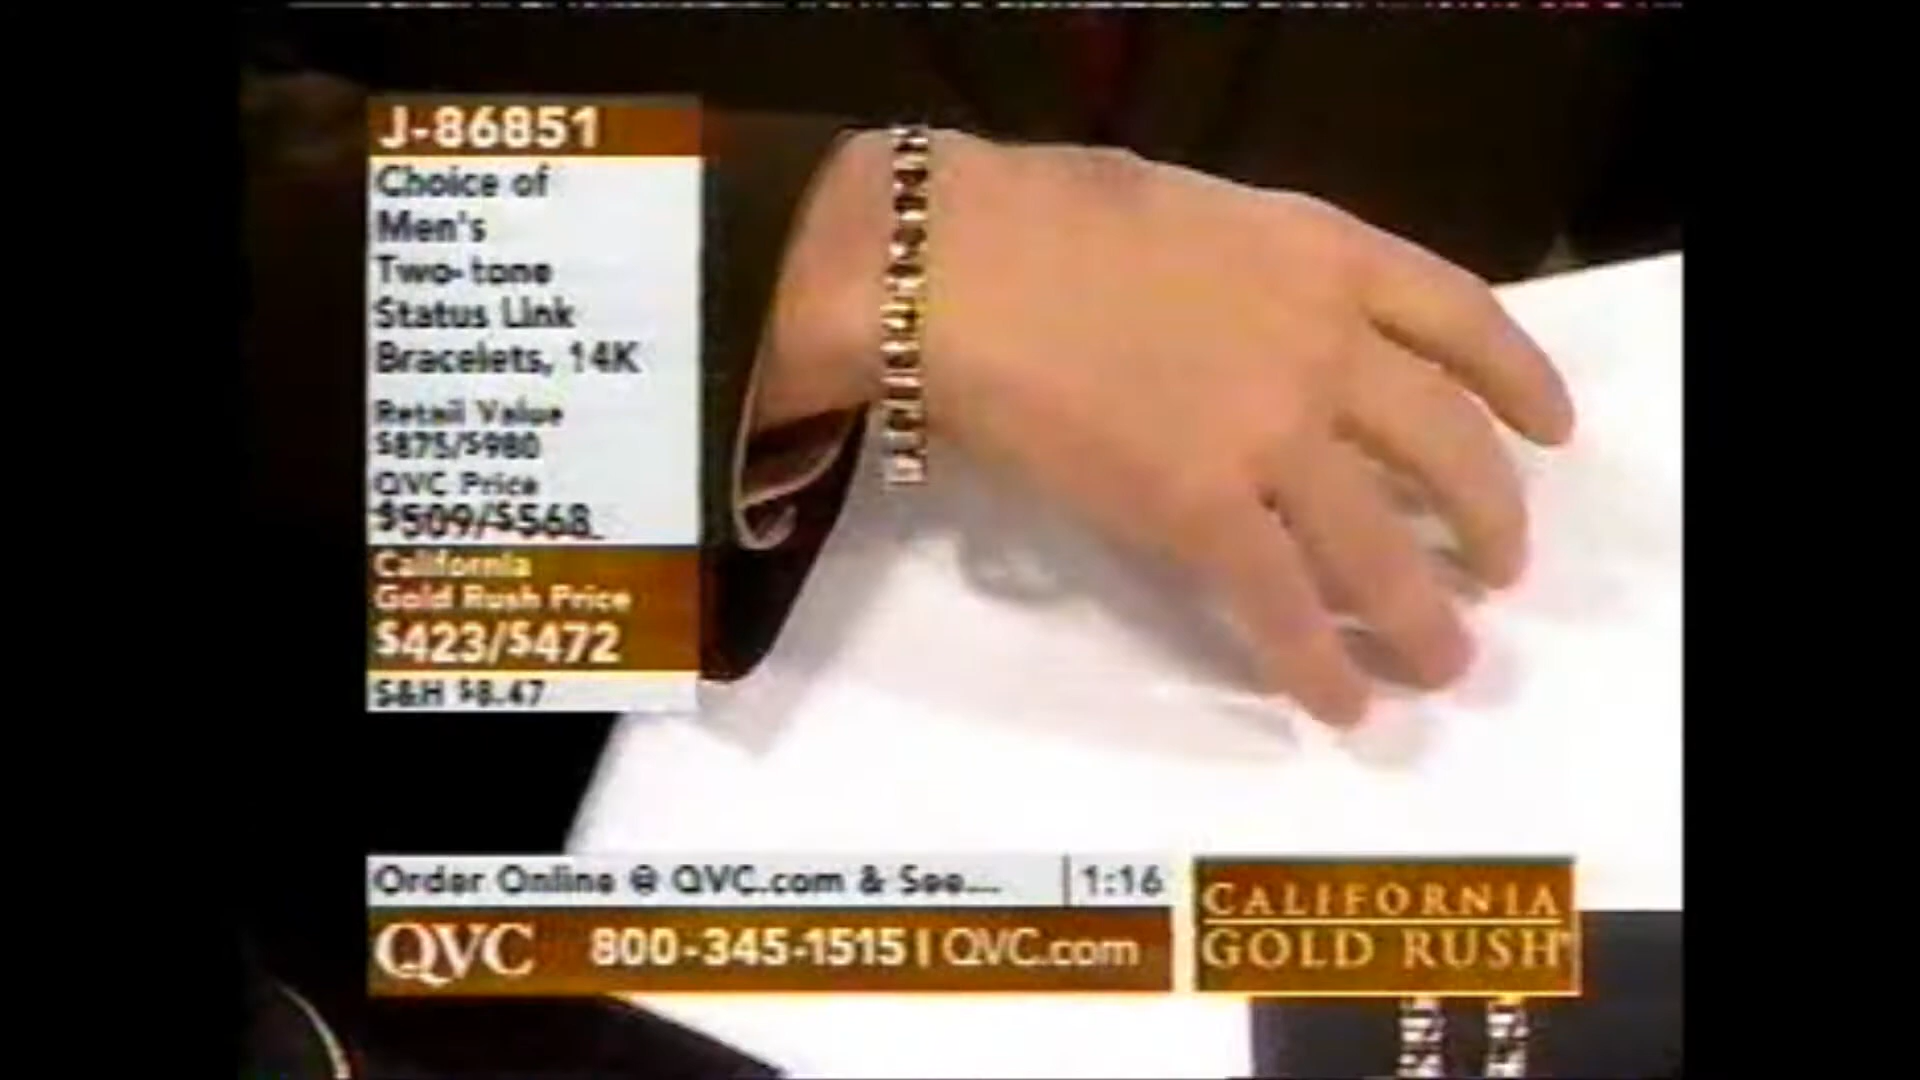 J-86851
Choice of
Men's
Two-tone
Status Link
Bracelets, 14K
Retail Value
$875/$980
QVC Price
$509/$568
California
Gold Rush Price
$423/$472
S&H $8.47
Order Online @ QVC.com & See... 1:16
QVC 800-345-1515 | QVC.com
CALIFORNIA
GOLD RUSH®